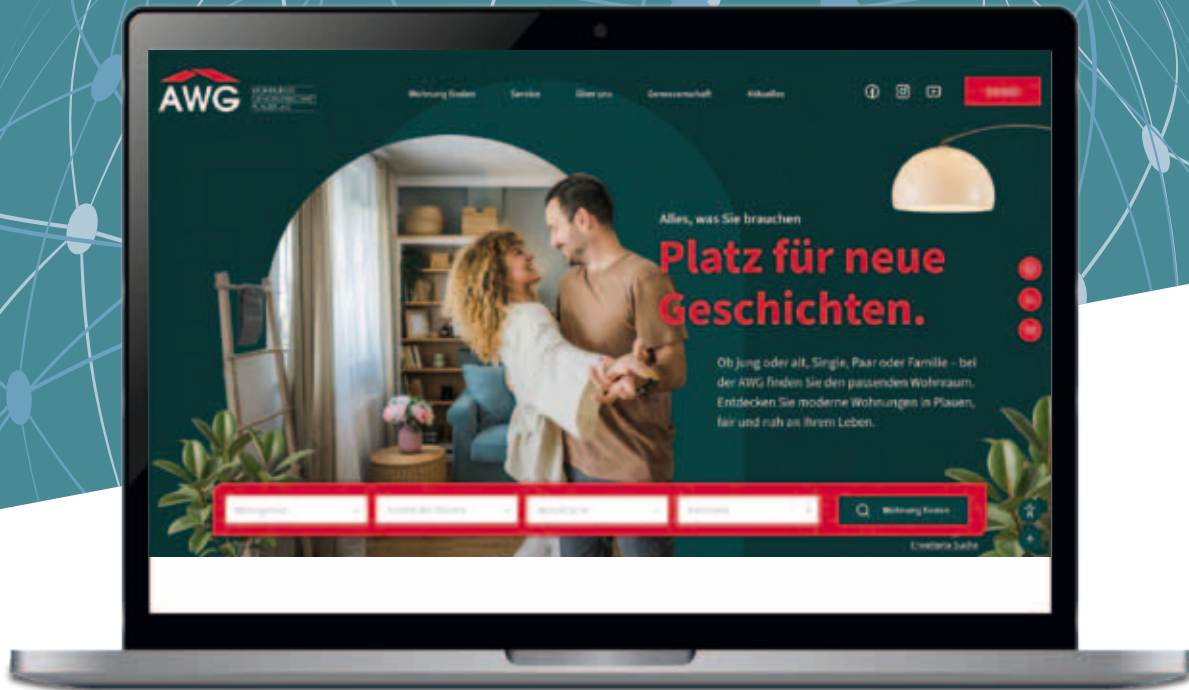 AWG
Wohnung finden Service Über uns Genossenschaft Aktuelles
Alles, was Sie brauchen
Platz für neue
Geschichten.
Ob jung oder alt, Single, Paar oder Familie – bei
der AWG finden Sie den passenden Wohnraum.
Entdecken Sie moderne Wohnungen in Plauen,
fair und nah an Ihrem Leben.
Wohnung finden
Erweiterte Suche